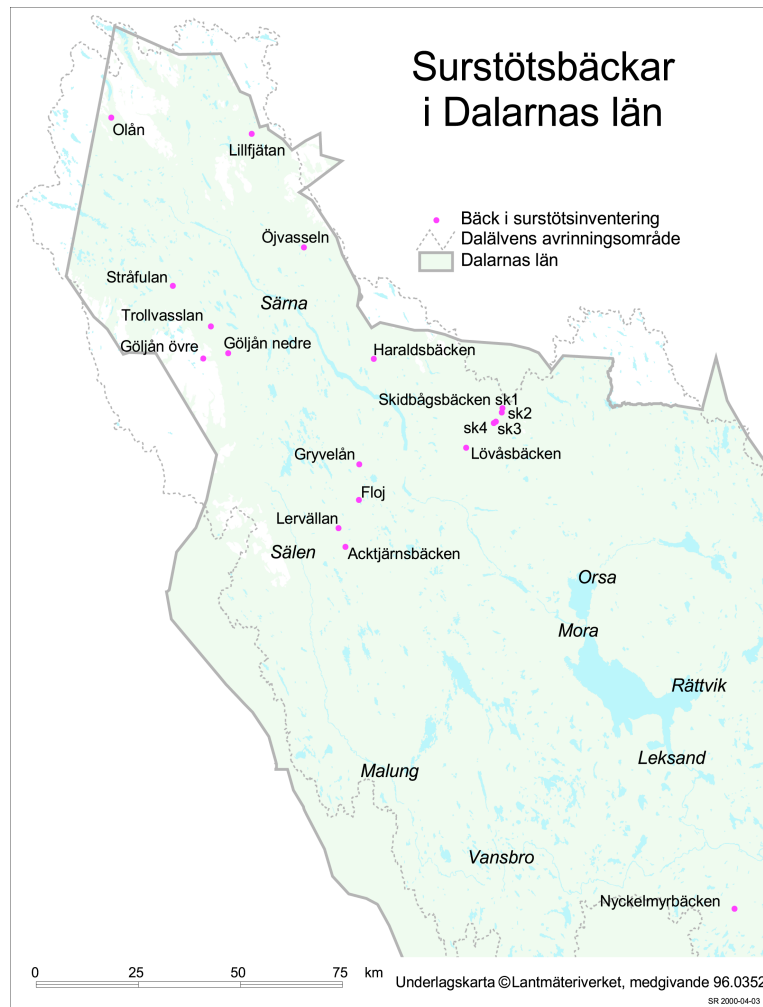 Surstötsbäckar
i Dalarnas län
Bäck i surstötsinventering
Dalälvens avrinningsområde
Dalarnas län
Olån
Lillfjätan
Öjvasseln
Stråfulan
Särna
Trollvasslan
Göljån övre
Göljån nedre
Haraldsbäcken
Skidbågsbäcken sk1
sk2
sk4
sk3
Lövåsbäcken
Gryvelån
Floj
Lervällan
Sälen
Acktjärnsbäcken
Orsa
Mora
Rättvik
Leksand
Malung
Vansbro
Nyckelmyrbäcken
0 25 50 75 km
Underlagskarta ©Lantmäteriverket, medgivande 96.0352
SR 2000-04-03